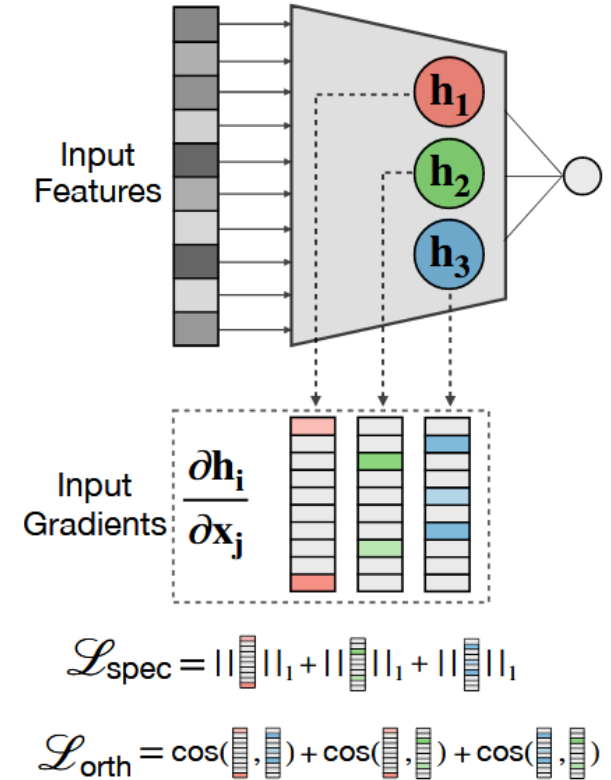 h₁
h₂
h₃
Input
Features
Input
Gradients
∂hᵢ
∂xⱼ
ℒspec = || ||₁ + || ||₁ + || ||₁
ℒorth = cos( , ) + cos( , ) + cos( , )